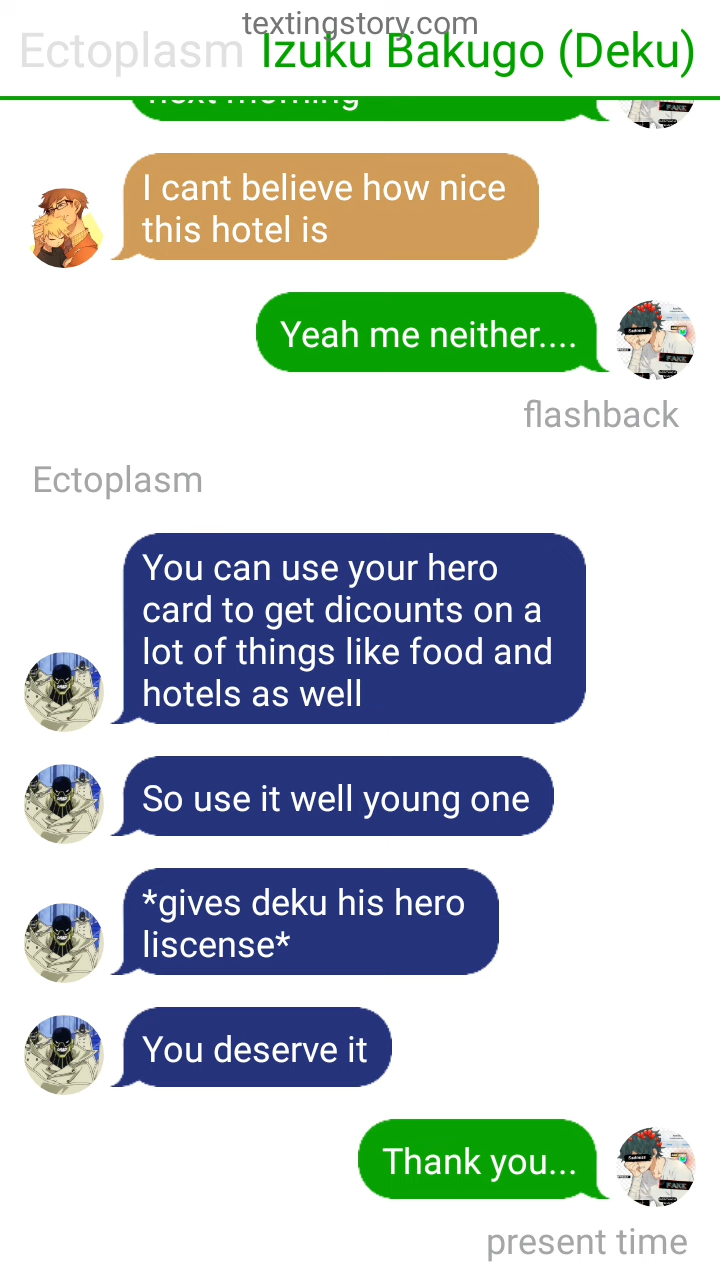 textingstory.com
Ectoplasm Izuku Bakugo (Deku)
next morning
I cant believe how nice
this hotel is
Yeah me neither....
flashback
Ectoplasm
You can use your hero
card to get dicounts on a
lot of things like food and
hotels as well
So use it well young one
*gives deku his hero
liscense*
You deserve it
Thank you...
present time